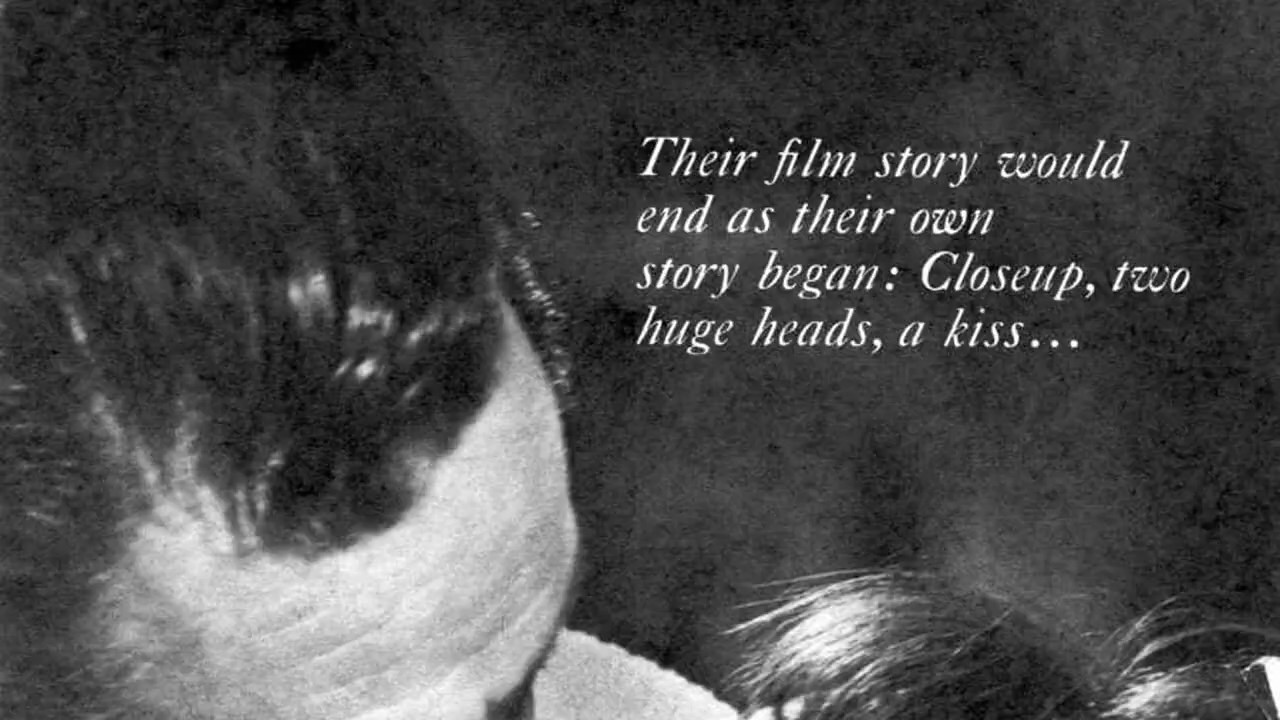 Their film story would
end as their own
story began: Closeup, two
huge heads, a kiss...